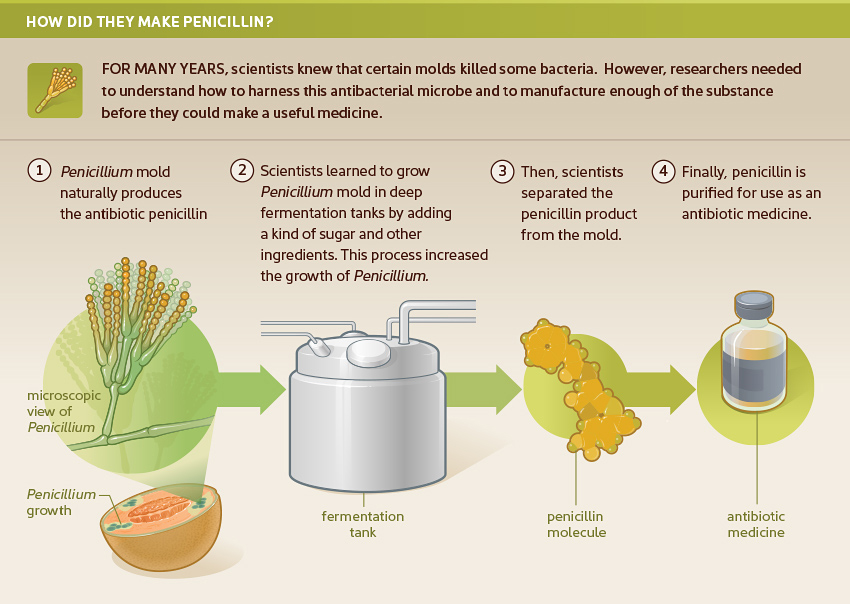 HOW DID THEY MAKE PENICILLIN?
FOR MANY YEARS, scientists knew that certain molds killed some bacteria. However, researchers needed
to understand how to harness this antibacterial microbe and to manufacture enough of the substance
before they could make a useful medicine.
1
Penicillium mold
naturally produces
the antibiotic penicillin
2
Scientists learned to grow
Penicillium mold in deep
fermentation tanks by adding
a kind of sugar and other
ingredients. This process increased
the growth of Penicillium.
3
Then, scientists
separated the
penicillin product
from the mold.
4
Finally, penicillin is
purified for use as an
antibiotic medicine.
microscopic
view of
Penicillium
Penicillium
growth
fermentation
tank
penicillin
molecule
antibiotic
medicine